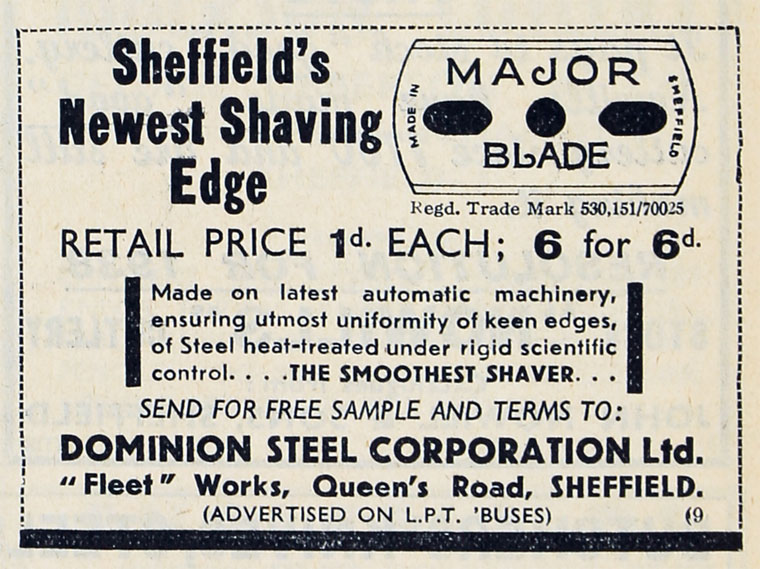 Sheffield's
Newest Shaving
Edge
MADE IN
MAJOR
BLADE
SHEFFIELD
Regd. Trade Mark 530,151/70025
RETAIL PRICE 1d. EACH; 6 for 6d.
Made on latest automatic machinery,
ensuring utmost uniformity of keen edges,
of Steel heat-treated under rigid scientific
control. . . .THE SMOOTHEST SHAVER. . .
SEND FOR FREE SAMPLE AND TERMS TO:
DOMINION STEEL CORPORATION Ltd.
"Fleet" Works, Queen's Road, SHEFFIELD.
(ADVERTISED ON L.P.T. 'BUSES) (9